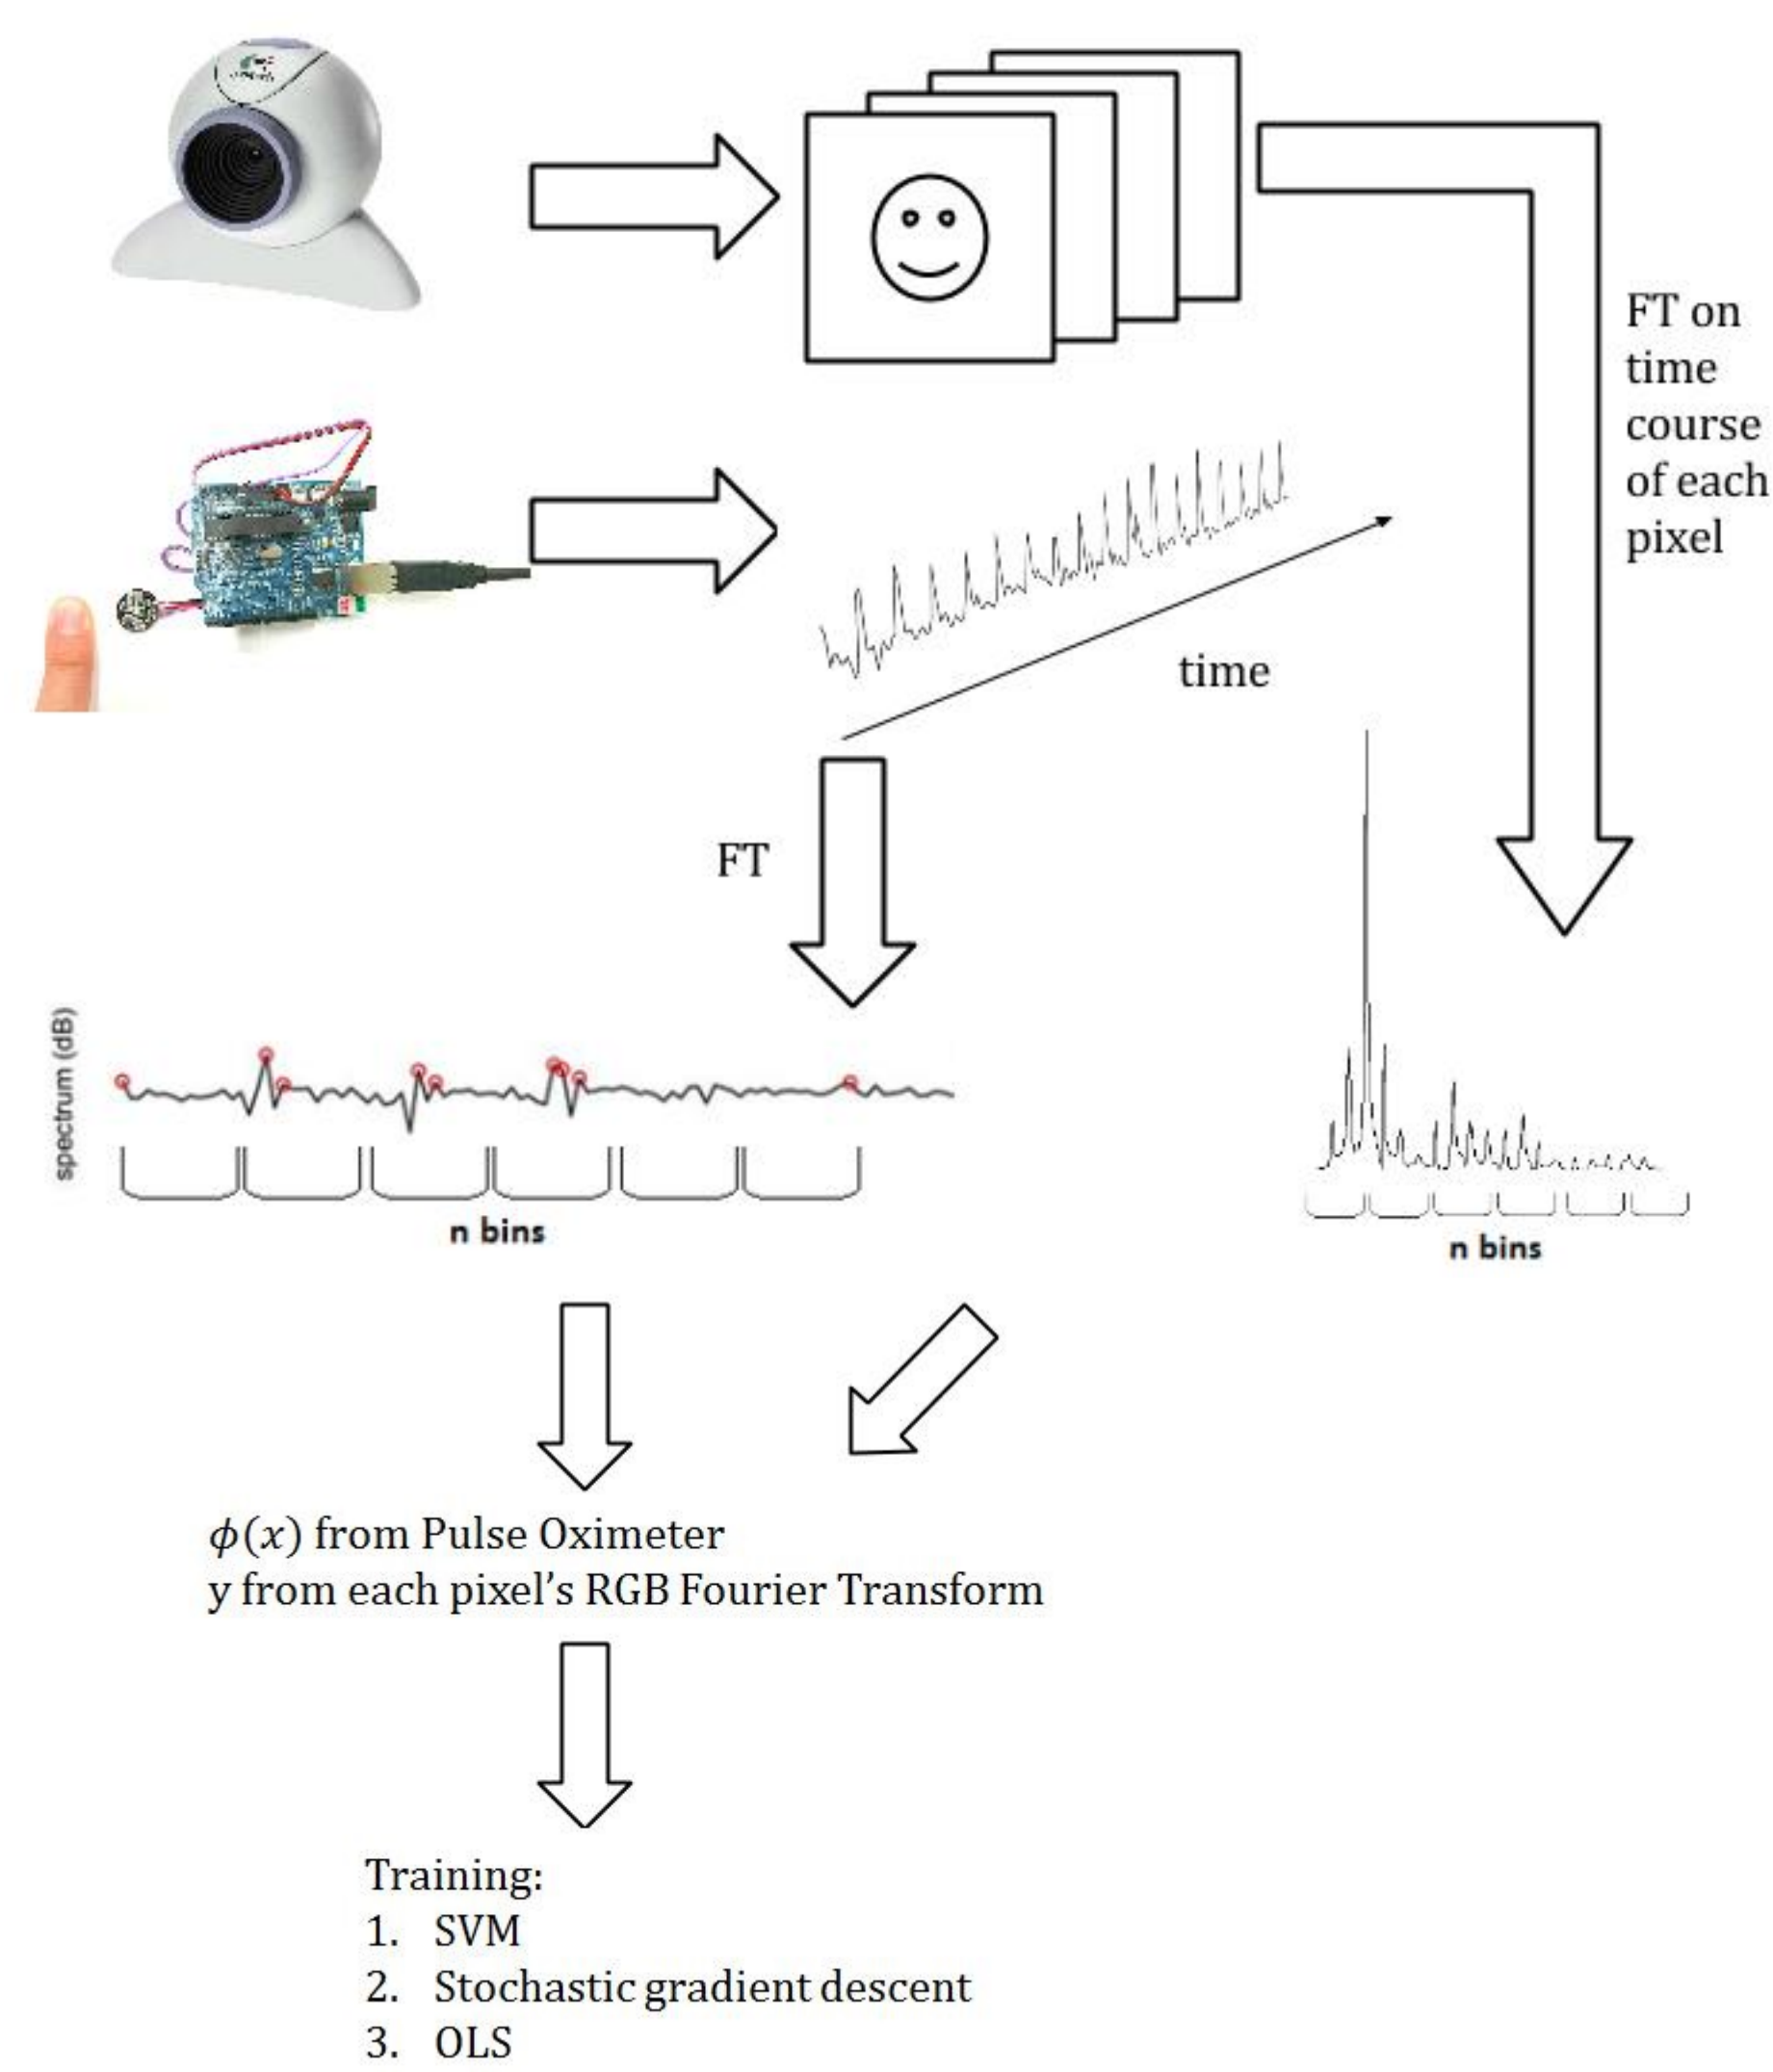 FT on
time
course
of each
pixel
time
FT
spectrum (dB)
n bins
n bins
ϕ(x) from Pulse Oximeter
y from each pixel's RGB Fourier Transform
Training:
1. SVM
2. Stochastic gradient descent
3. OLS